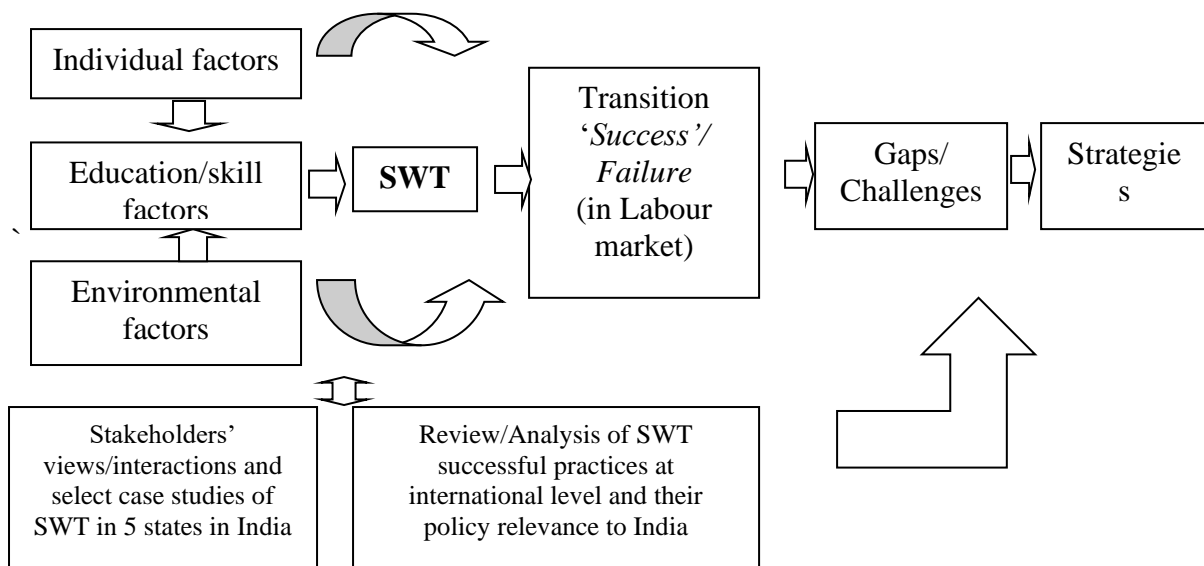 Individual factors
Education/skill
factors
Environmental
factors
SWT
Transition
‘Success’/
Failure
(in Labour
market)
Gaps/
Challenges
Strategie
s
`
Stakeholders’
views/interactions and
select case studies of
SWT in 5 states in India
Review/Analysis of SWT
successful practices at
international level and their
policy relevance to India